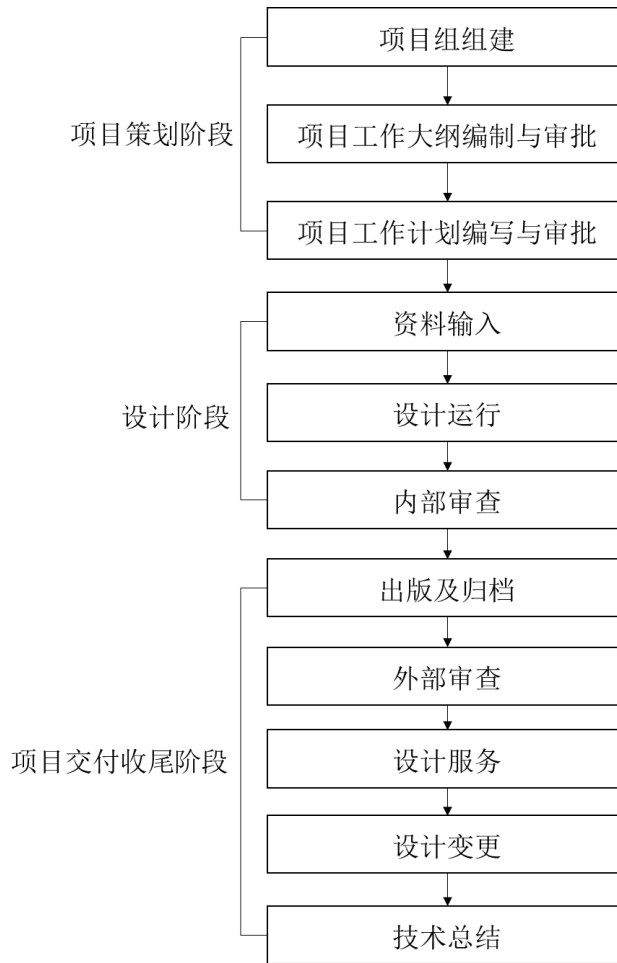 项目组组建
项目策划阶段
项目工作大纲编制与审批
项目工作计划编写与审批
资料输入
设计阶段
设计运行
内部审查
出版及归档
外部审查
项目交付收尾阶段
设计服务
设计变更
技术总结